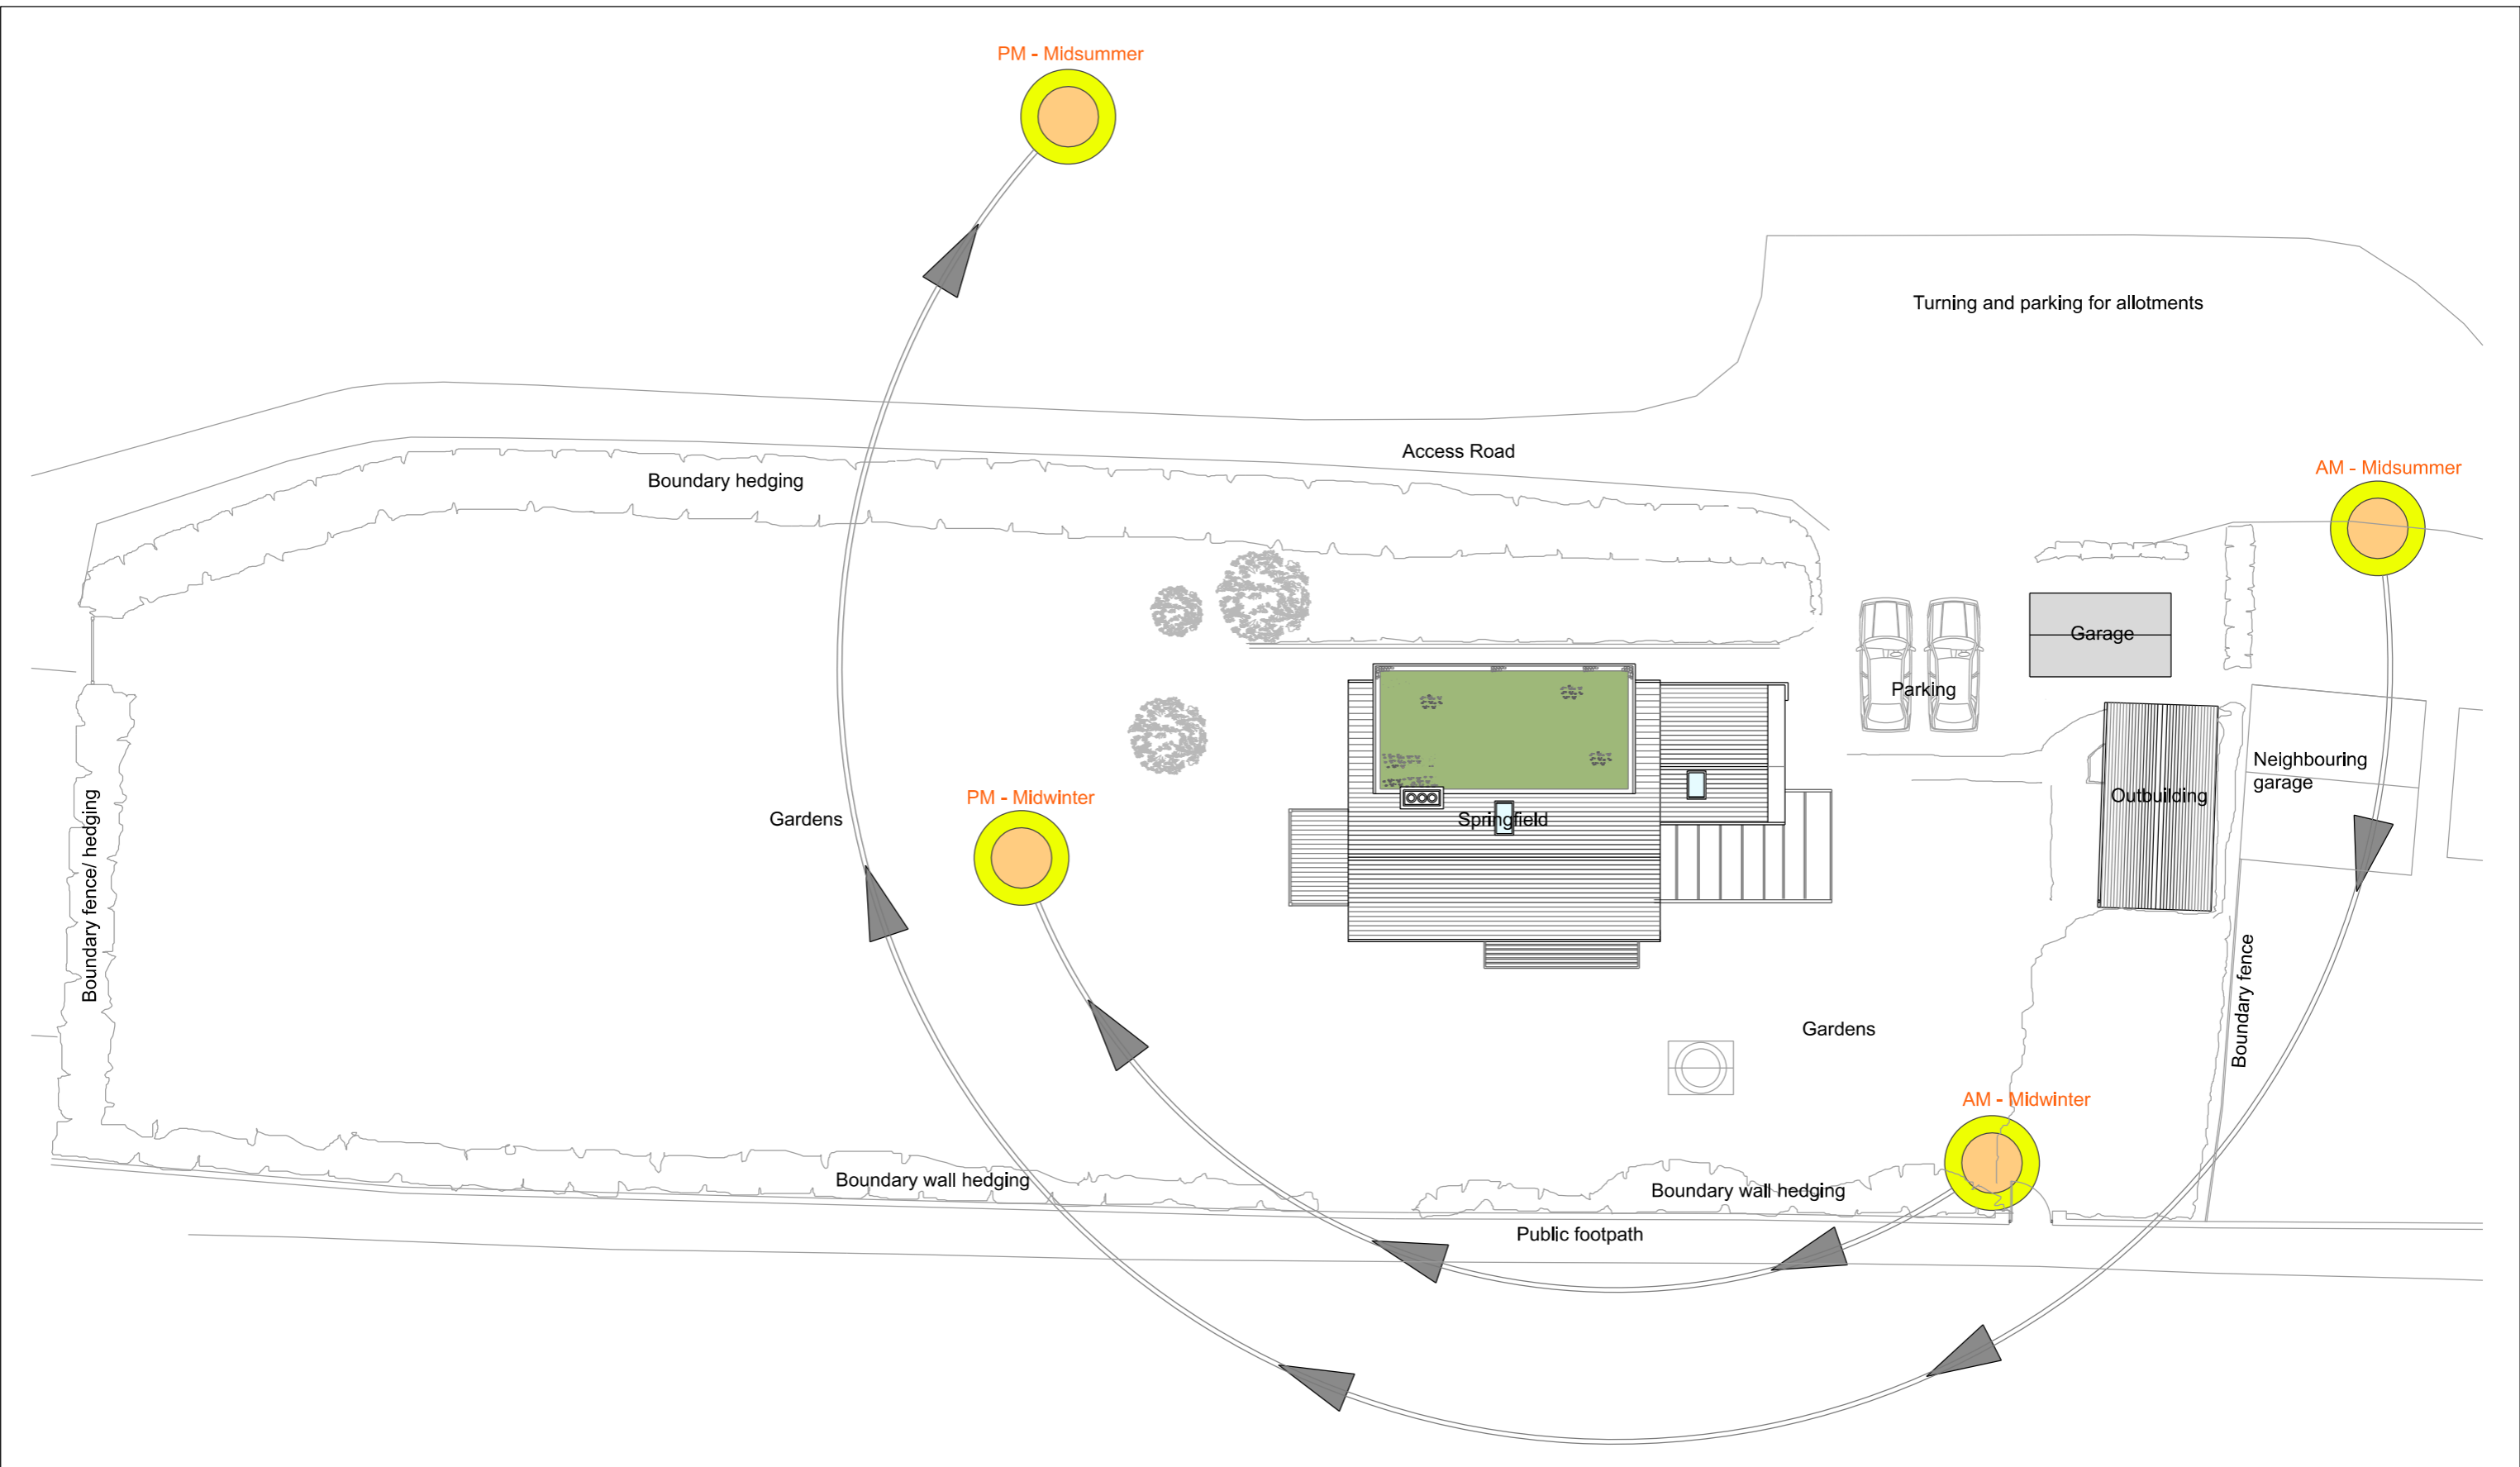 PM - Midsummer
Turning and parking for allotments
Access Road
AM - Midsummer
Boundary hedging
Garage
Parking
Neighbouring
garage
Outbuilding
PM - Midwinter
Gardens
Springfield
Boundary fence/ hedging
Boundary fence
Gardens
AM - Midwinter
Boundary wall hedging
Boundary wall hedging
Public footpath